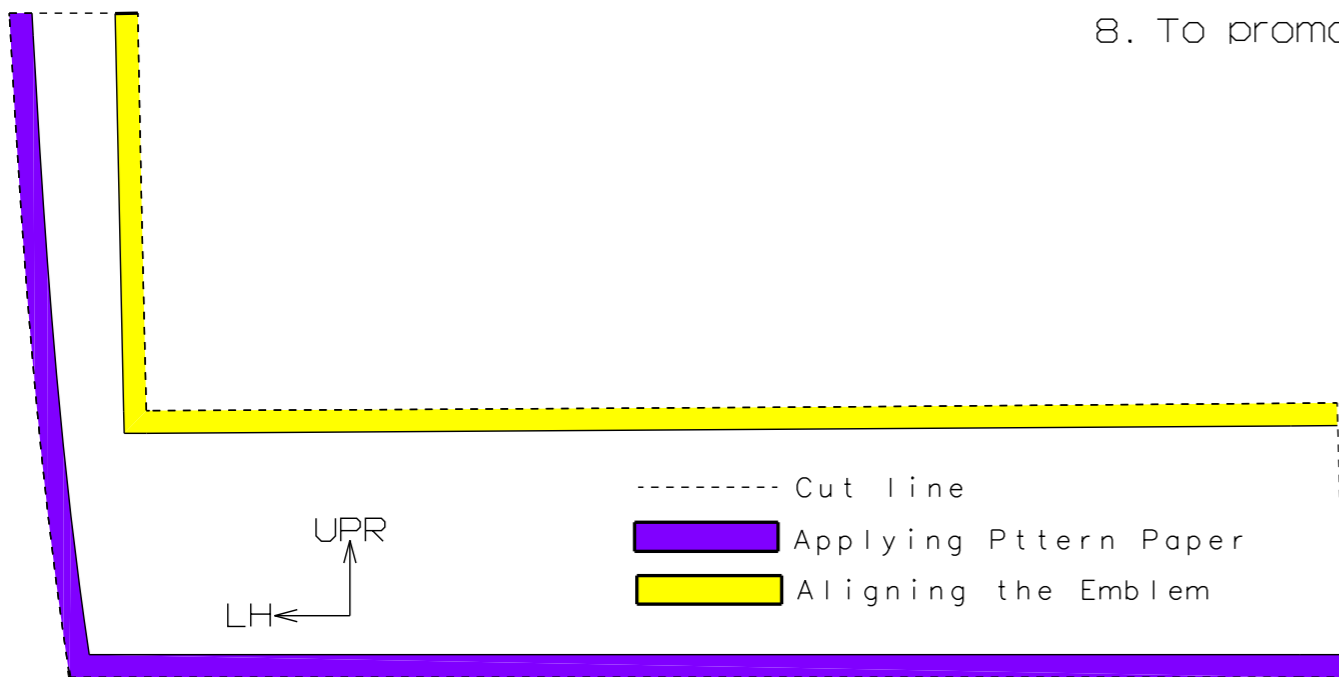 8. To
Cut line
UPR
Applying Pttern Paper
Aligning the Emblem
LH